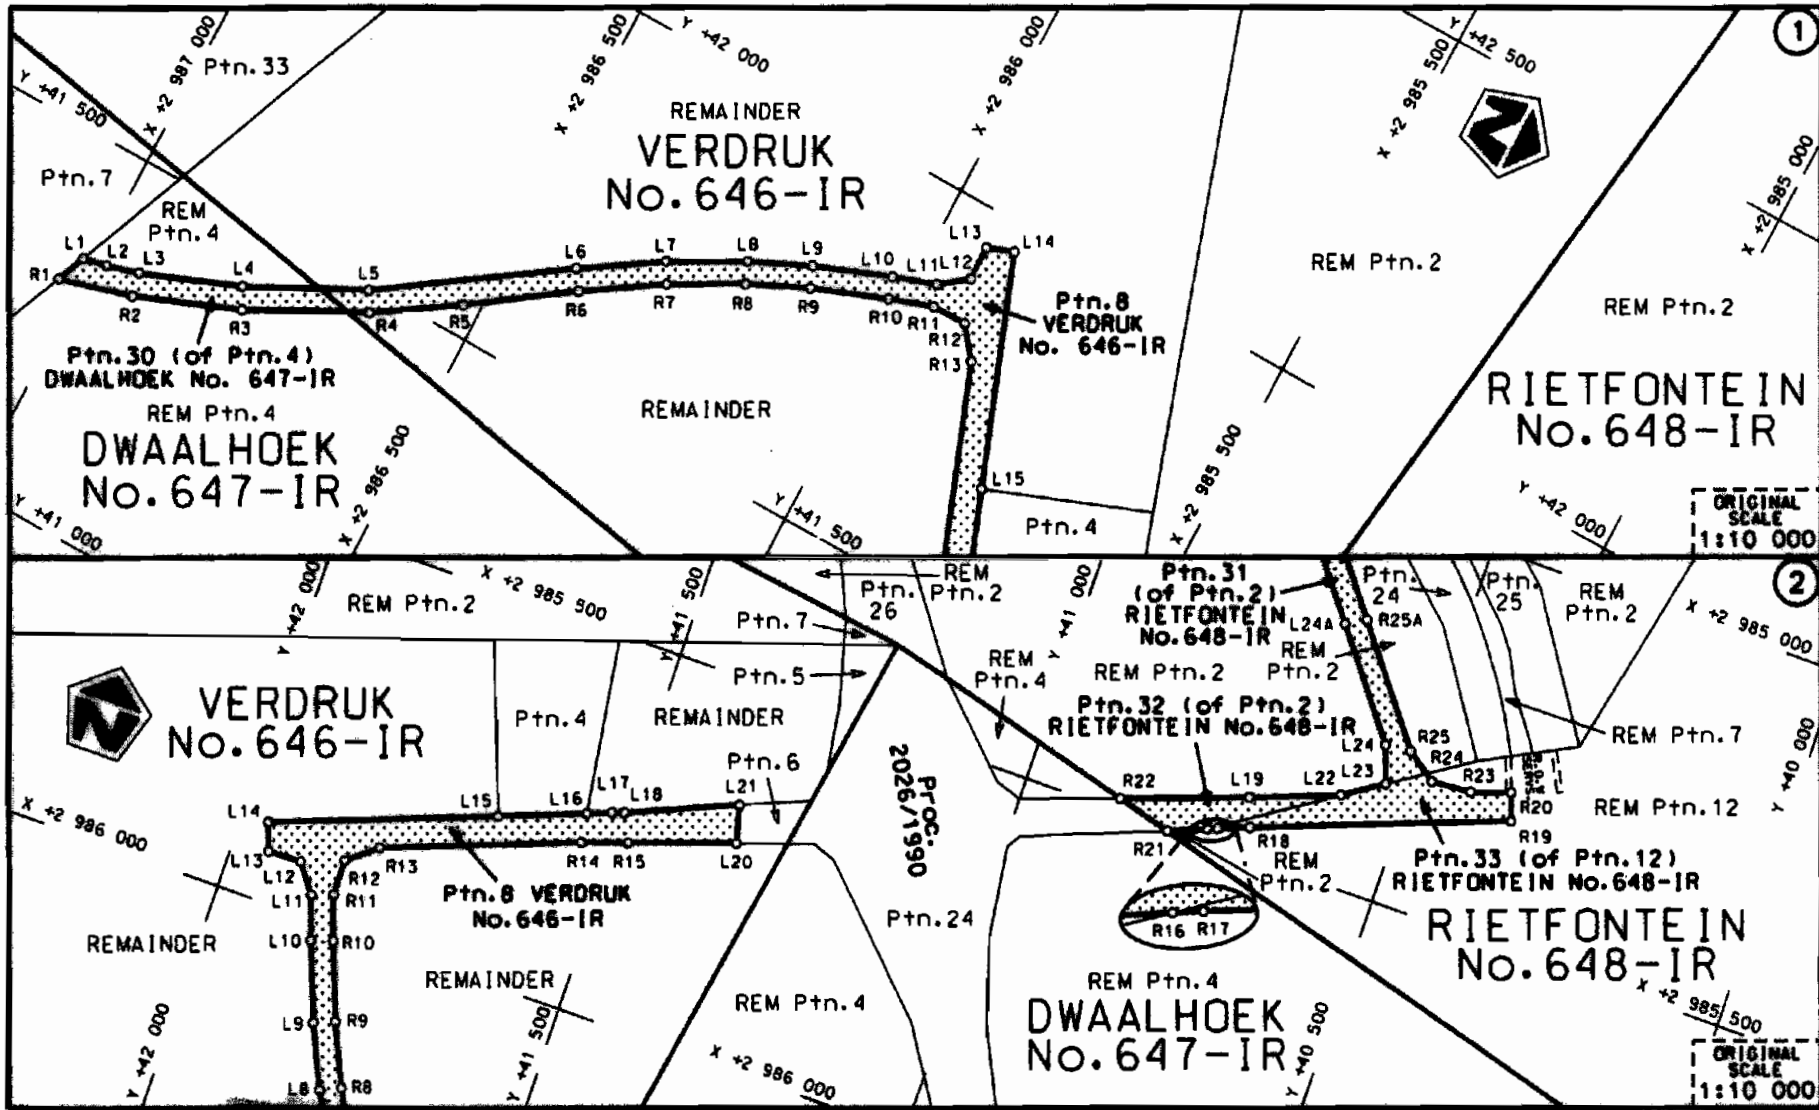 1
Ptn.33
X +2 987 000
Y +41 500
Ptn.7
REM
Ptn.4
X +2 986 500
Y +42 000
REMAINDER
VERDRUK
No.646-IR
X +2 986 000
Y +42 500
X +2 985 500
X +2 985 000
L1
L2
L3
L4
L5
L6
L7
L8
L9
L10
L11
L12
L13
L14
R1
R2
R3
R4
R5
R6
R7
R8
R9
R10
R11
R12
R13
L15
Ptn.8
VERDRUK
No. 646-IR
REM Ptn.2
REM Ptn.2
Ptn.30 (of Ptn.4)
DWAALHOEK No. 647-IR
REM Ptn.4
DWAALHOEK
No.647-IR
REMAINDER
RIETFONTEIN
No.648-IR
Y +41 000
X +2 986 500
Y +41 500
Ptn.4
X +2 985 500
Y +42 000
ORIGINAL
SCALE
1:10 000
2
Y +42 000
REM Ptn.2
X +2 985 500
Y +41 500
Ptn.7
Ptn.
26
REM
Ptn.2
Y +41 000
Ptn.31
(of Ptn.2)
RIETFONTEIN
No.648-IR
L24A
R25A
Ptn.
24
Ptn.
25
REM
Ptn.2
X +2 985 000
REM
Ptn.2
VERDRUK
No.646-IR
Ptn.4
REMAINDER
Ptn.5
REM
Ptn.4
REM Ptn.2
Ptn.32 (of Ptn.2)
RIETFONTEIN No.648-IR
REM Ptn.7
Y +40 000
Ptn.6
Proc.
2026/1990
L24
R25
R24
L23
R23
R22
L19
L22
R20
R19
REM Ptn.12
X +2 986 000
L14
L15
L16
L17
L18
L21
L13
L12
R12
R13
R14
R15
L20
R21
R18
REM
Ptn.2
L11
R11
L10
R10
L9
R9
L8
R8
Ptn.8 VERDRUK
No.646-IR
Ptn.33 (of Ptn.12)
RIETFONTEIN No.648-IR
R16
R17
REMAINDER
REMAINDER
Ptn.24
REM Ptn.4
RIETFONTEIN
No.648-IR
REM Ptn.4
DWAALHOEK
No.647-IR
Y +42 000
Y +41 500
X +2 986 000
Y +40 500
X +2 985 500
ORIGINAL
SCALE
1:10 000